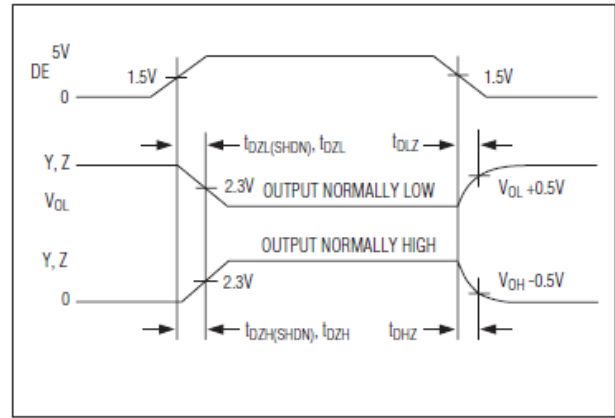 5V
DE
1.5V
1.5V
0
tDZL(SHDN), tDZL
tDLZ
Y, Z
2.3V
OUTPUT NORMALLY LOW
VOL +0.5V
VOL
OUTPUT NORMALLY HIGH
Y, Z
2.3V
VOH -0.5V
0
tDZH(SHDN), tDZH
tDHZ